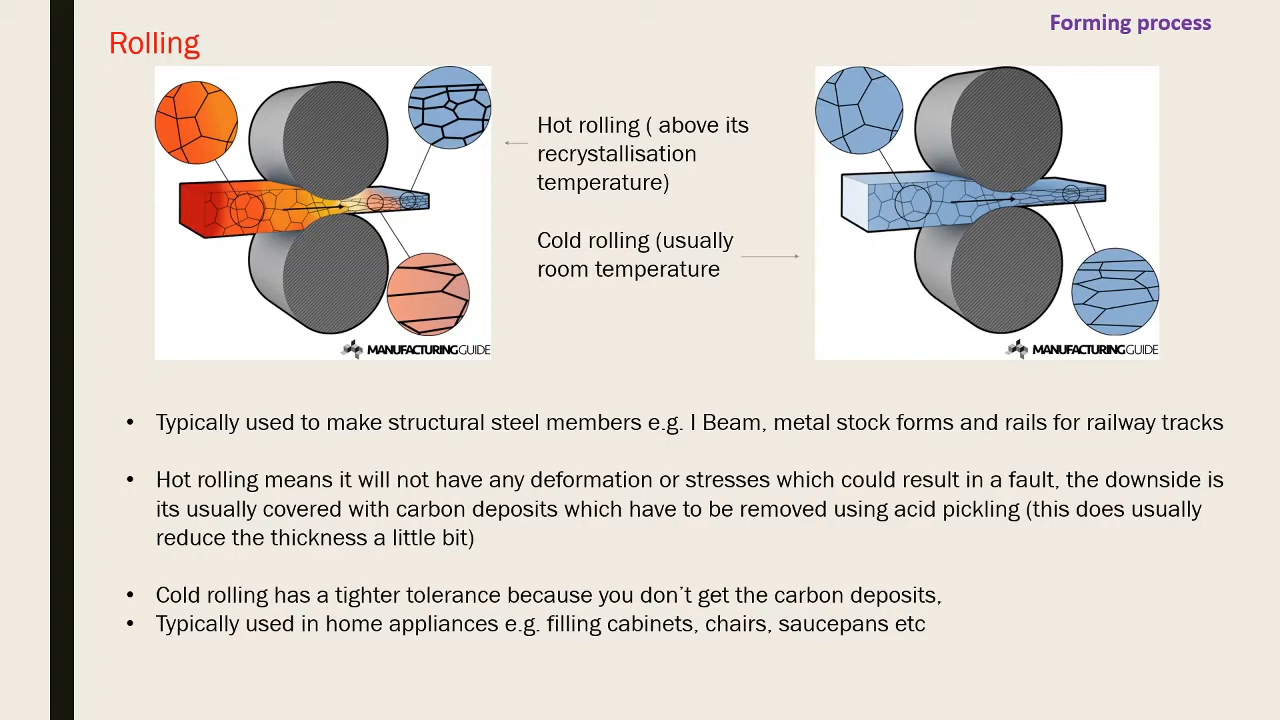 Forming process
Rolling
Hot rolling ( above its
recrystallisation
temperature)
Cold rolling (usually
room temperature
MANUFACTURINGGUIDE
MANUFACTURINGGUIDE
• Typically used to make structural steel members e.g. I Beam, metal stock forms and rails for railway tracks
• Hot rolling means it will not have any deformation or stresses which could result in a fault, the downside is
its usually covered with carbon deposits which have to be removed using acid pickling (this does usually
reduce the thickness a little bit)
• Cold rolling has a tighter tolerance because you don’t get the carbon deposits,
• Typically used in home appliances e.g. filling cabinets, chairs, saucepans etc